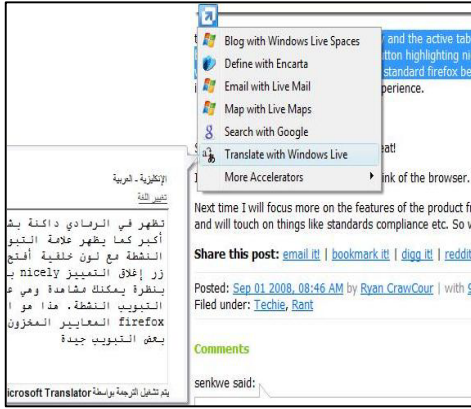 y and the active tab
tton highlighting ni
standard firefox be
perience.
Blog with Windows Live Spaces
Define with Encarta
Email with Live Mail
Map with Live Maps
Search with Google
Translate with Windows Live
More Accelerators
eat!
ink of the browser.
Next time I will focus more on the features of the product f
and will touch on things like standards compliance etc. So w
Share this post: email it! | bookmark it! | digg it! | reddit
Posted: Sep 01 2008, 08:46 AM by Ryan CrawCour | with 9
Filed under: Techie, Rant
Comments
senkwe said:
الإنكليزية - العربية
تغيير اللغة
تظهر في الرمادي داكنة بش
أكبر كما يظهر علامة التبو
النشطة مع لون خلفية أفتح
زر إغلاق التمييز nicely ب
بنظرة يمكنك مشاهدة وهي ع
التبويب النشطة. هذا هو ا
firefox المعايير المخزون
بعض التبويب جيدة
يتم تشغيل الترجمة بواسطة icrosoft Translator